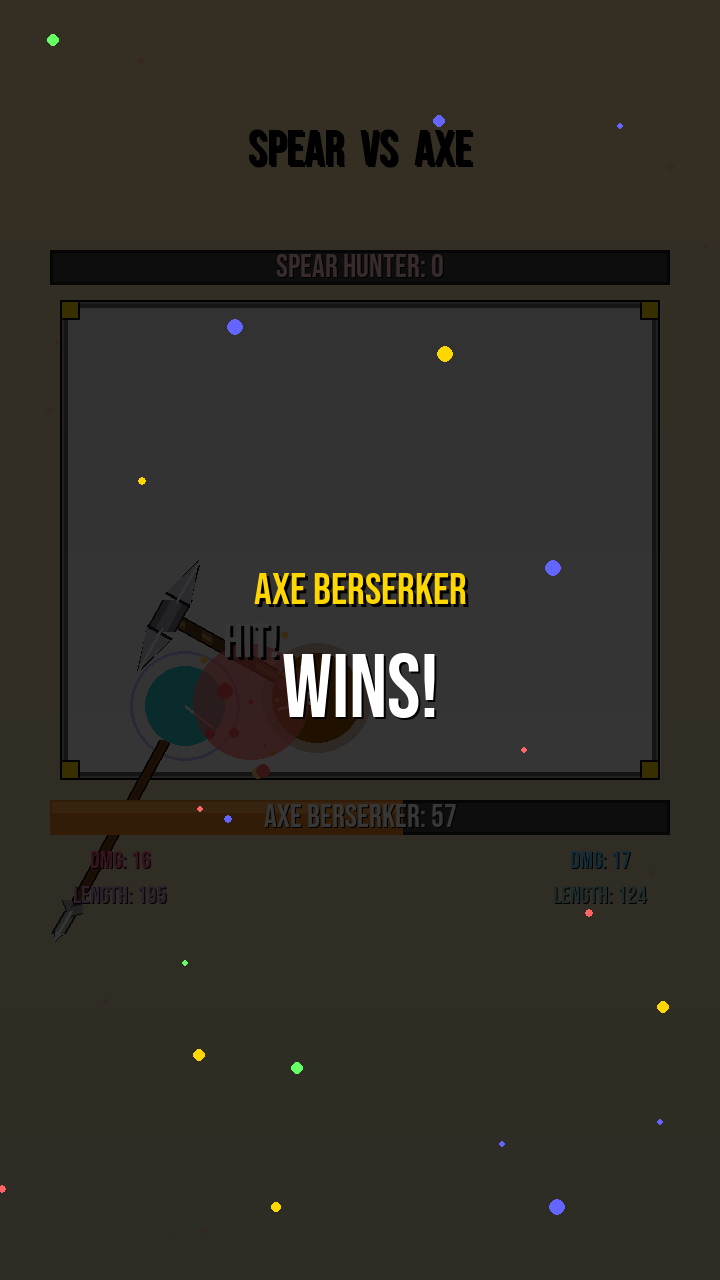 SPEAR VS AXE
SPEAR HUNTER: 0
AXE BERSERKER
HIT!
WINS!
AXE BERSERKER: 57
DMG: 16
DMG: 17
LENGTH: 195
LENGTH: 124